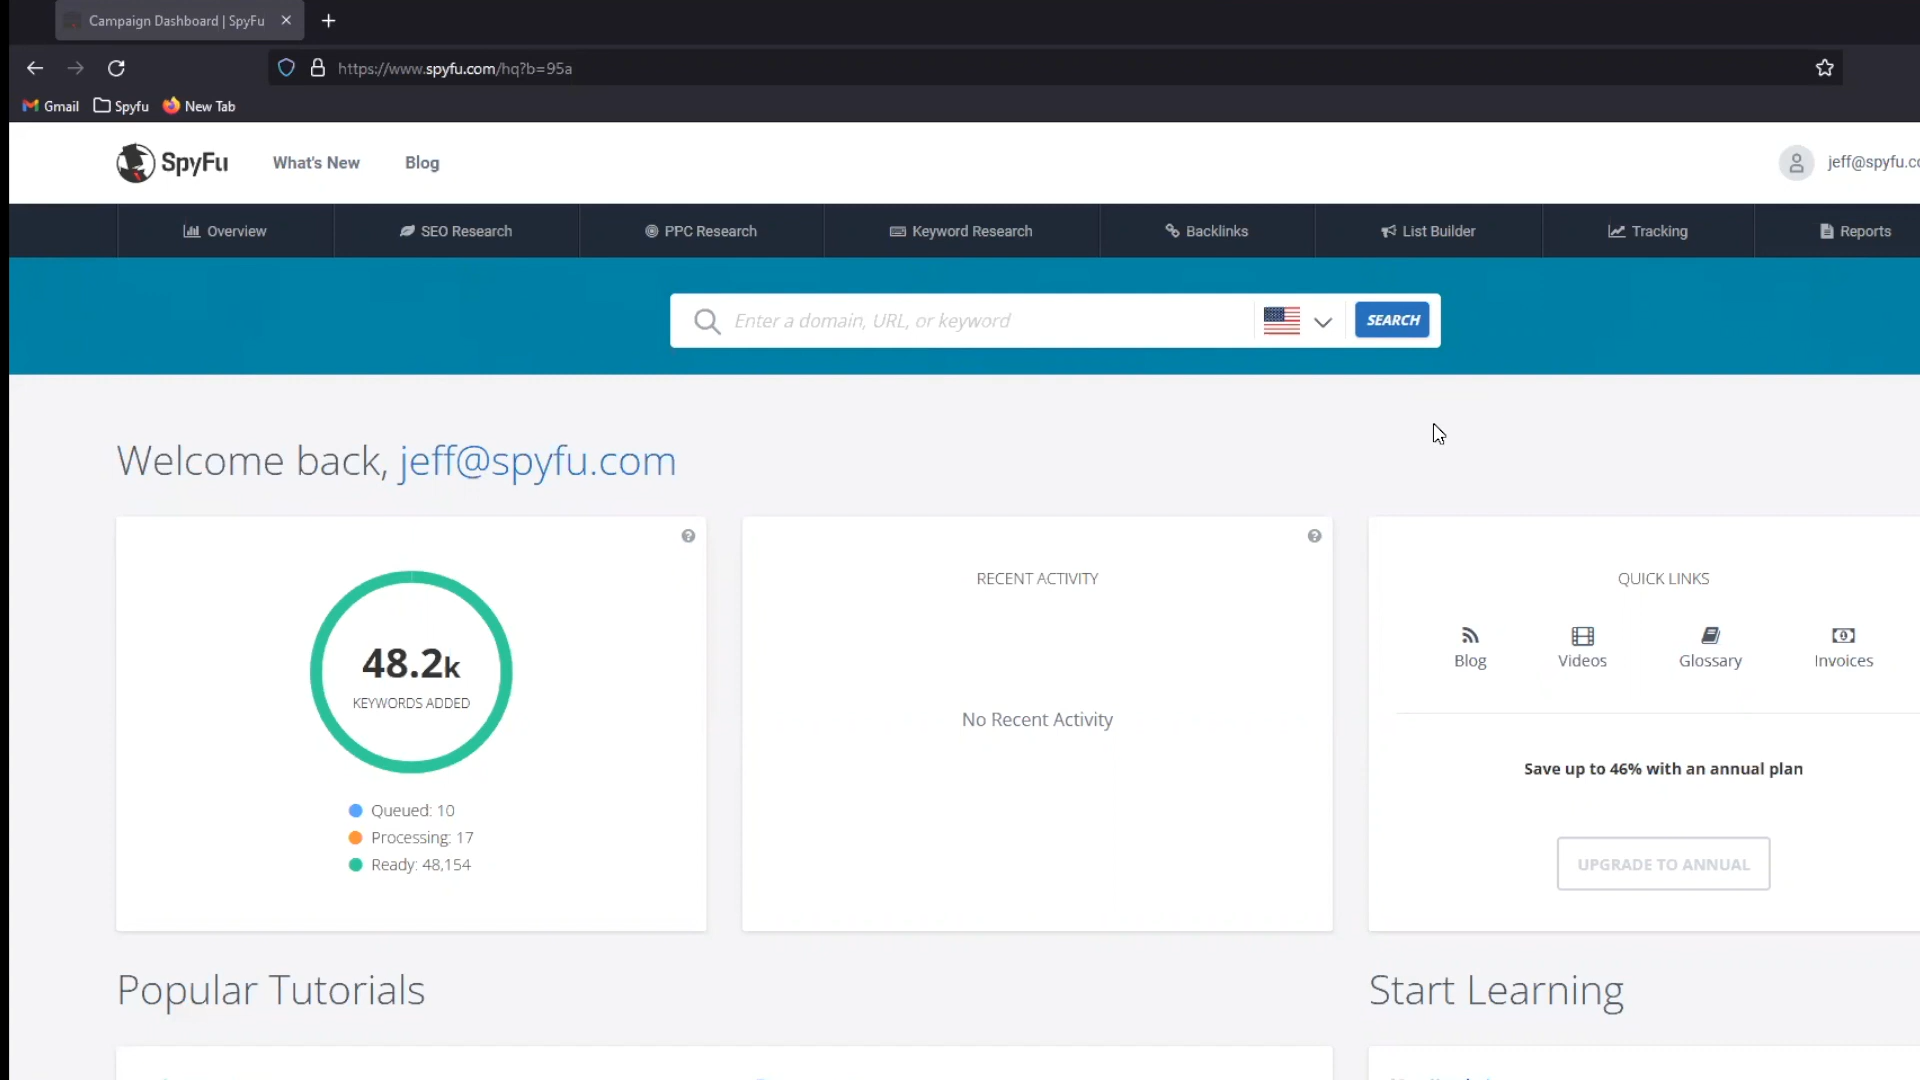 Campaign Dashboard | SpyFu
https://www.spyfu.com/hq?b=95a
Gmail Spyfu New Tab
SpyFu What's New Blog
jeff@spyfu.co
Overview SEO Research PPC Research Keyword Research Backlinks List Builder Tracking Reports
Enter a domain, URL, or keyword SEARCH
Welcome back, jeff@spyfu.com
48.2k
KEYWORDS ADDED
Queued: 10
Processing: 17
Ready: 48,154
RECENT ACTIVITY
No Recent Activity
QUICK LINKS
Blog Videos Glossary Invoices
Save up to 46% with an annual plan
UPGRADE TO ANNUAL
Popular Tutorials
Start Learning